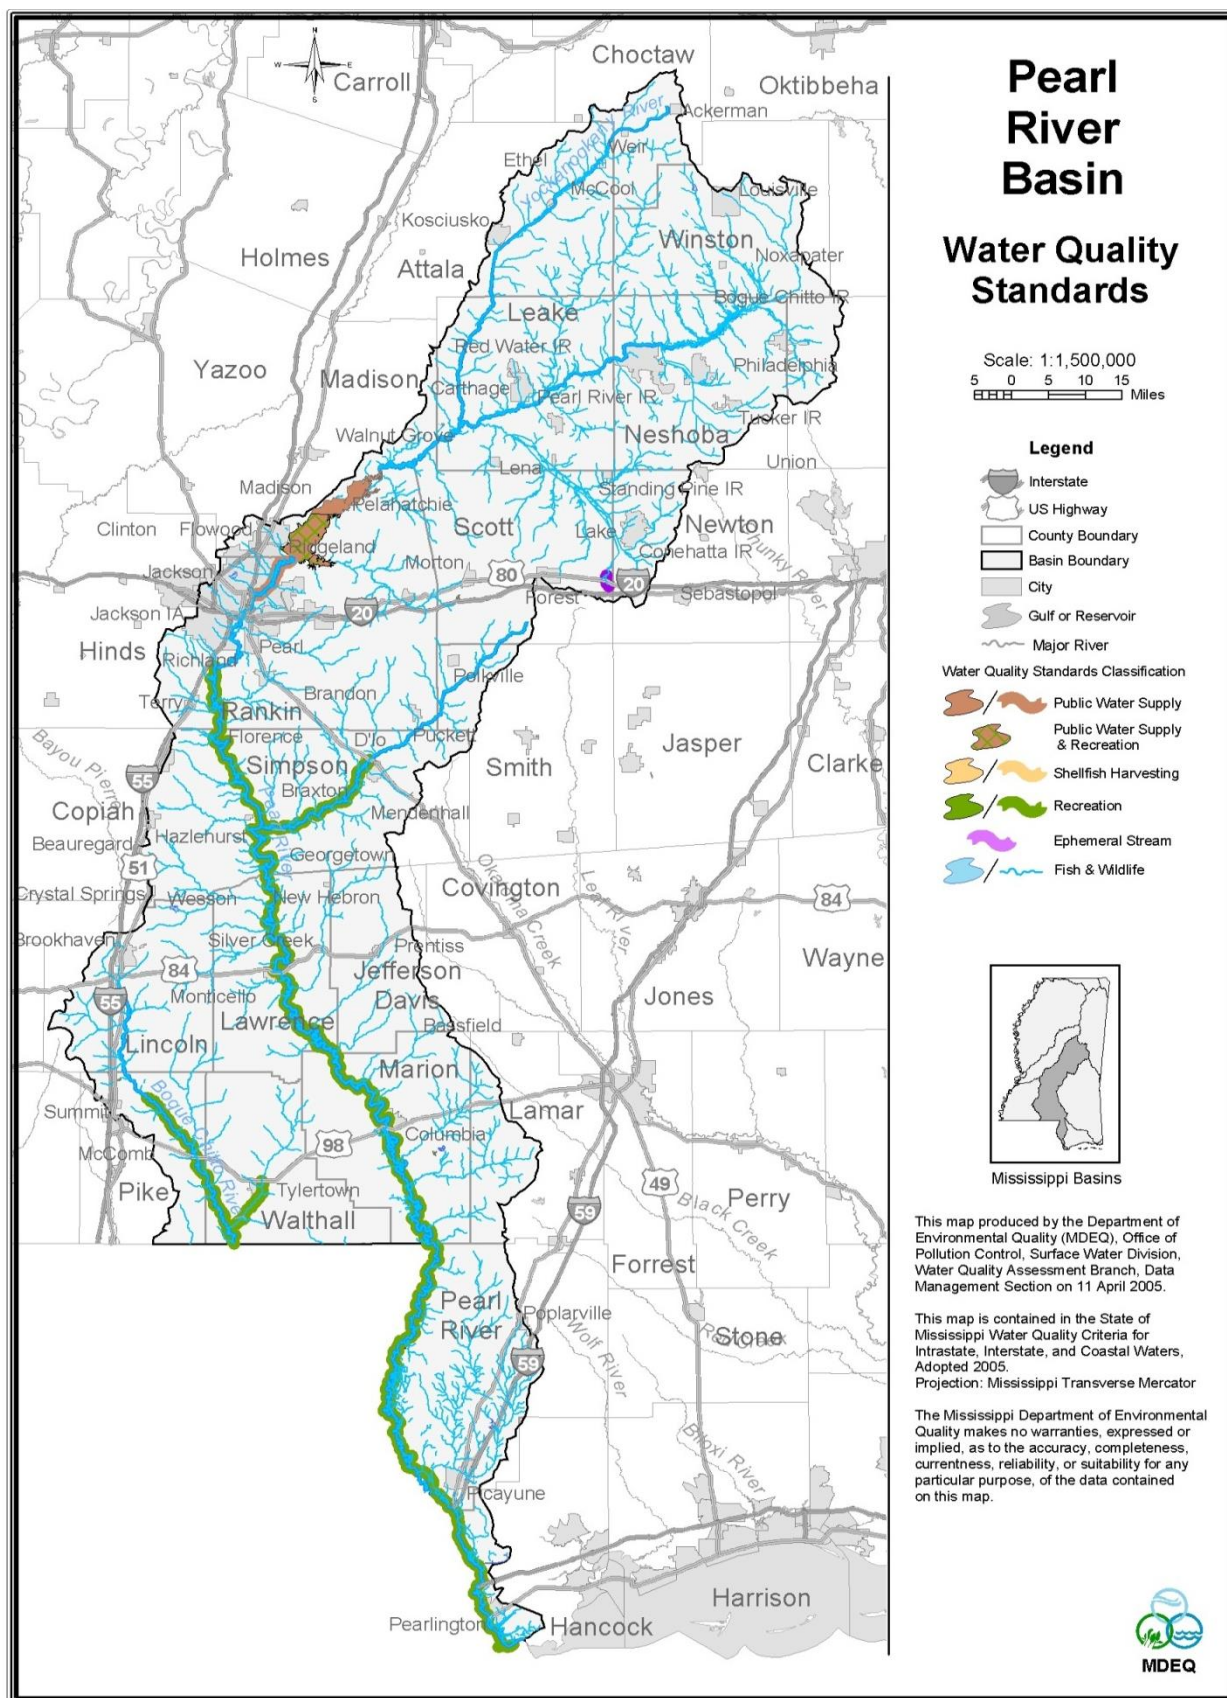 Pearl
River
Basin
Water Quality
Standards
Scale: 1:1,500,000
5 0 5 10 15
Miles
Legend
Interstate
US Highway
County Boundary
Basin Boundary
City
Gulf or Reservoir
Major River
Water Quality Standards Classification
Public Water Supply
Public Water Supply
& Recreation
Shellfish Harvesting
Recreation
Ephemeral Stream
Fish & Wildlife
Mississippi Basins
This map produced by the Department of
Environmental Quality (MDEQ), Office of
Pollution Control, Surface Water Division,
Water Quality Assessment Branch, Data
Management Section on 11 April 2005.
This map is contained in the State of
Mississippi Water Quality Criteria for
Intrastate, Interstate, and Coastal Waters,
Adopted 2005.
Projection: Mississippi Transverse Mercator
The Mississippi Department of Environmental
Quality makes no warranties, expressed or
implied, as to the accuracy, completeness,
currentness, reliability, or suitability for any
particular purpose, of the data contained
on this map.
MDEQ
N
W E
S
Choctaw
Carroll
Oktibbeha
Ackerman
Yockanookany River
Weir
Ethel
McCool
Louisville
Kosciusko
Winston
Holmes
Noxapater
Attala
Bogue Chitto IR
Leake
Red Water IR
Yazoo
Madison
Philadelphia
Carthage
Pearl River IR
Tucker IR
Walnut Grove
Neshoba
Lena
Union
Madison
Standing Pine IR
Pelahatchie
Clinton
Flowood
Scott
Lake
Newton
Ridgeland
Conehatta IR
Chunky River
Jackson
Morton
80
20
Forest
Sebastopol
Jackson IA
20
Hinds
Pearl
Richland
Polkville
Terry
Brandon
Rankin
Florence
D'lo
Puckett
Bayou Pierre
Jasper
Simpson
Smith
Clarke
55
Braxton
Copiah
Pearl River
Mendenhall
Beauregard
Hazlehurst
Georgetown
51
Covington
Okatoma Creek
Leaf River
Crystal Springs
Wesson
New Hebron
84
Brookhaven
Silver Creek
Prentiss
Wayne
84
Jefferson
Davis
55
Monticello
Jones
Lawrence
Bassfield
Lincoln
Marion
Bogue Chitto River
Lamar
Summit
Columbia
98
McComb
49
Pike
Tylertown
Black Creek
Perry
Walthall
59
Forrest
Pearl
River
Poplarville
Wolf River
Red Creek
Stone
59
Biloxi River
Picayune
Harrison
Pearlington
Hancock